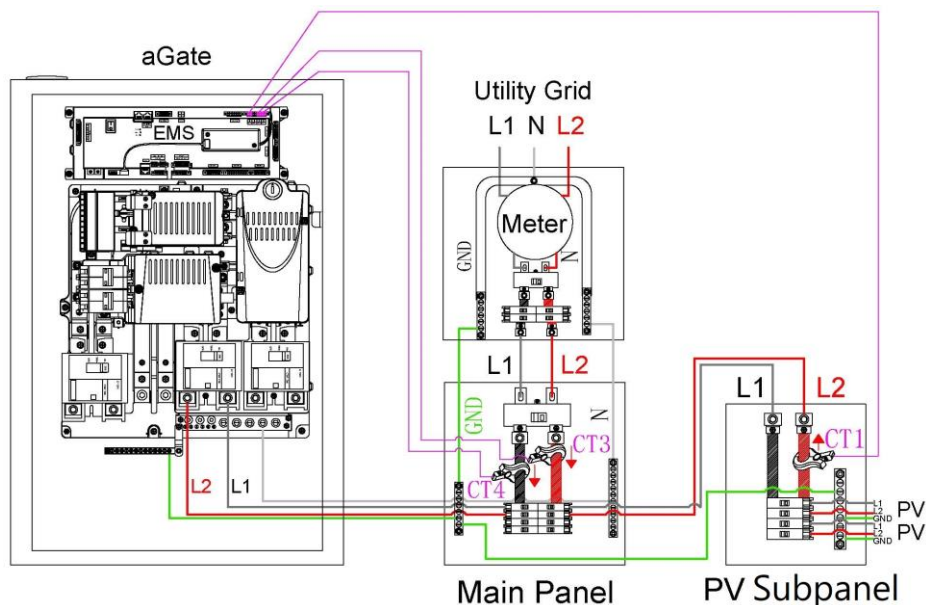 aGate
EMS
Utility Grid
L1 N L2
Meter
GND
N
L1
L2
GND
N
CT3
CT4
L2
L1
L1
L2
CT1
L1
L2
GND
L1
L2
GND
PV
PV
Main Panel
PV Subpanel